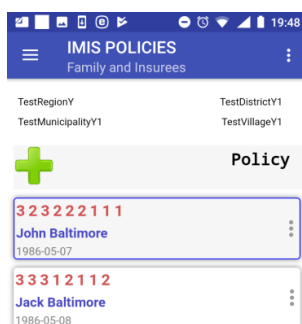 19:48
IMIS POLICIES
Family and Insurees
TestRegionY TestDistrictY1
TestMunicipalityY1 TestVillageY1
Policy
323222111
John Baltimore
1986-05-07
33312112
Jack Baltimore
1986-05-08